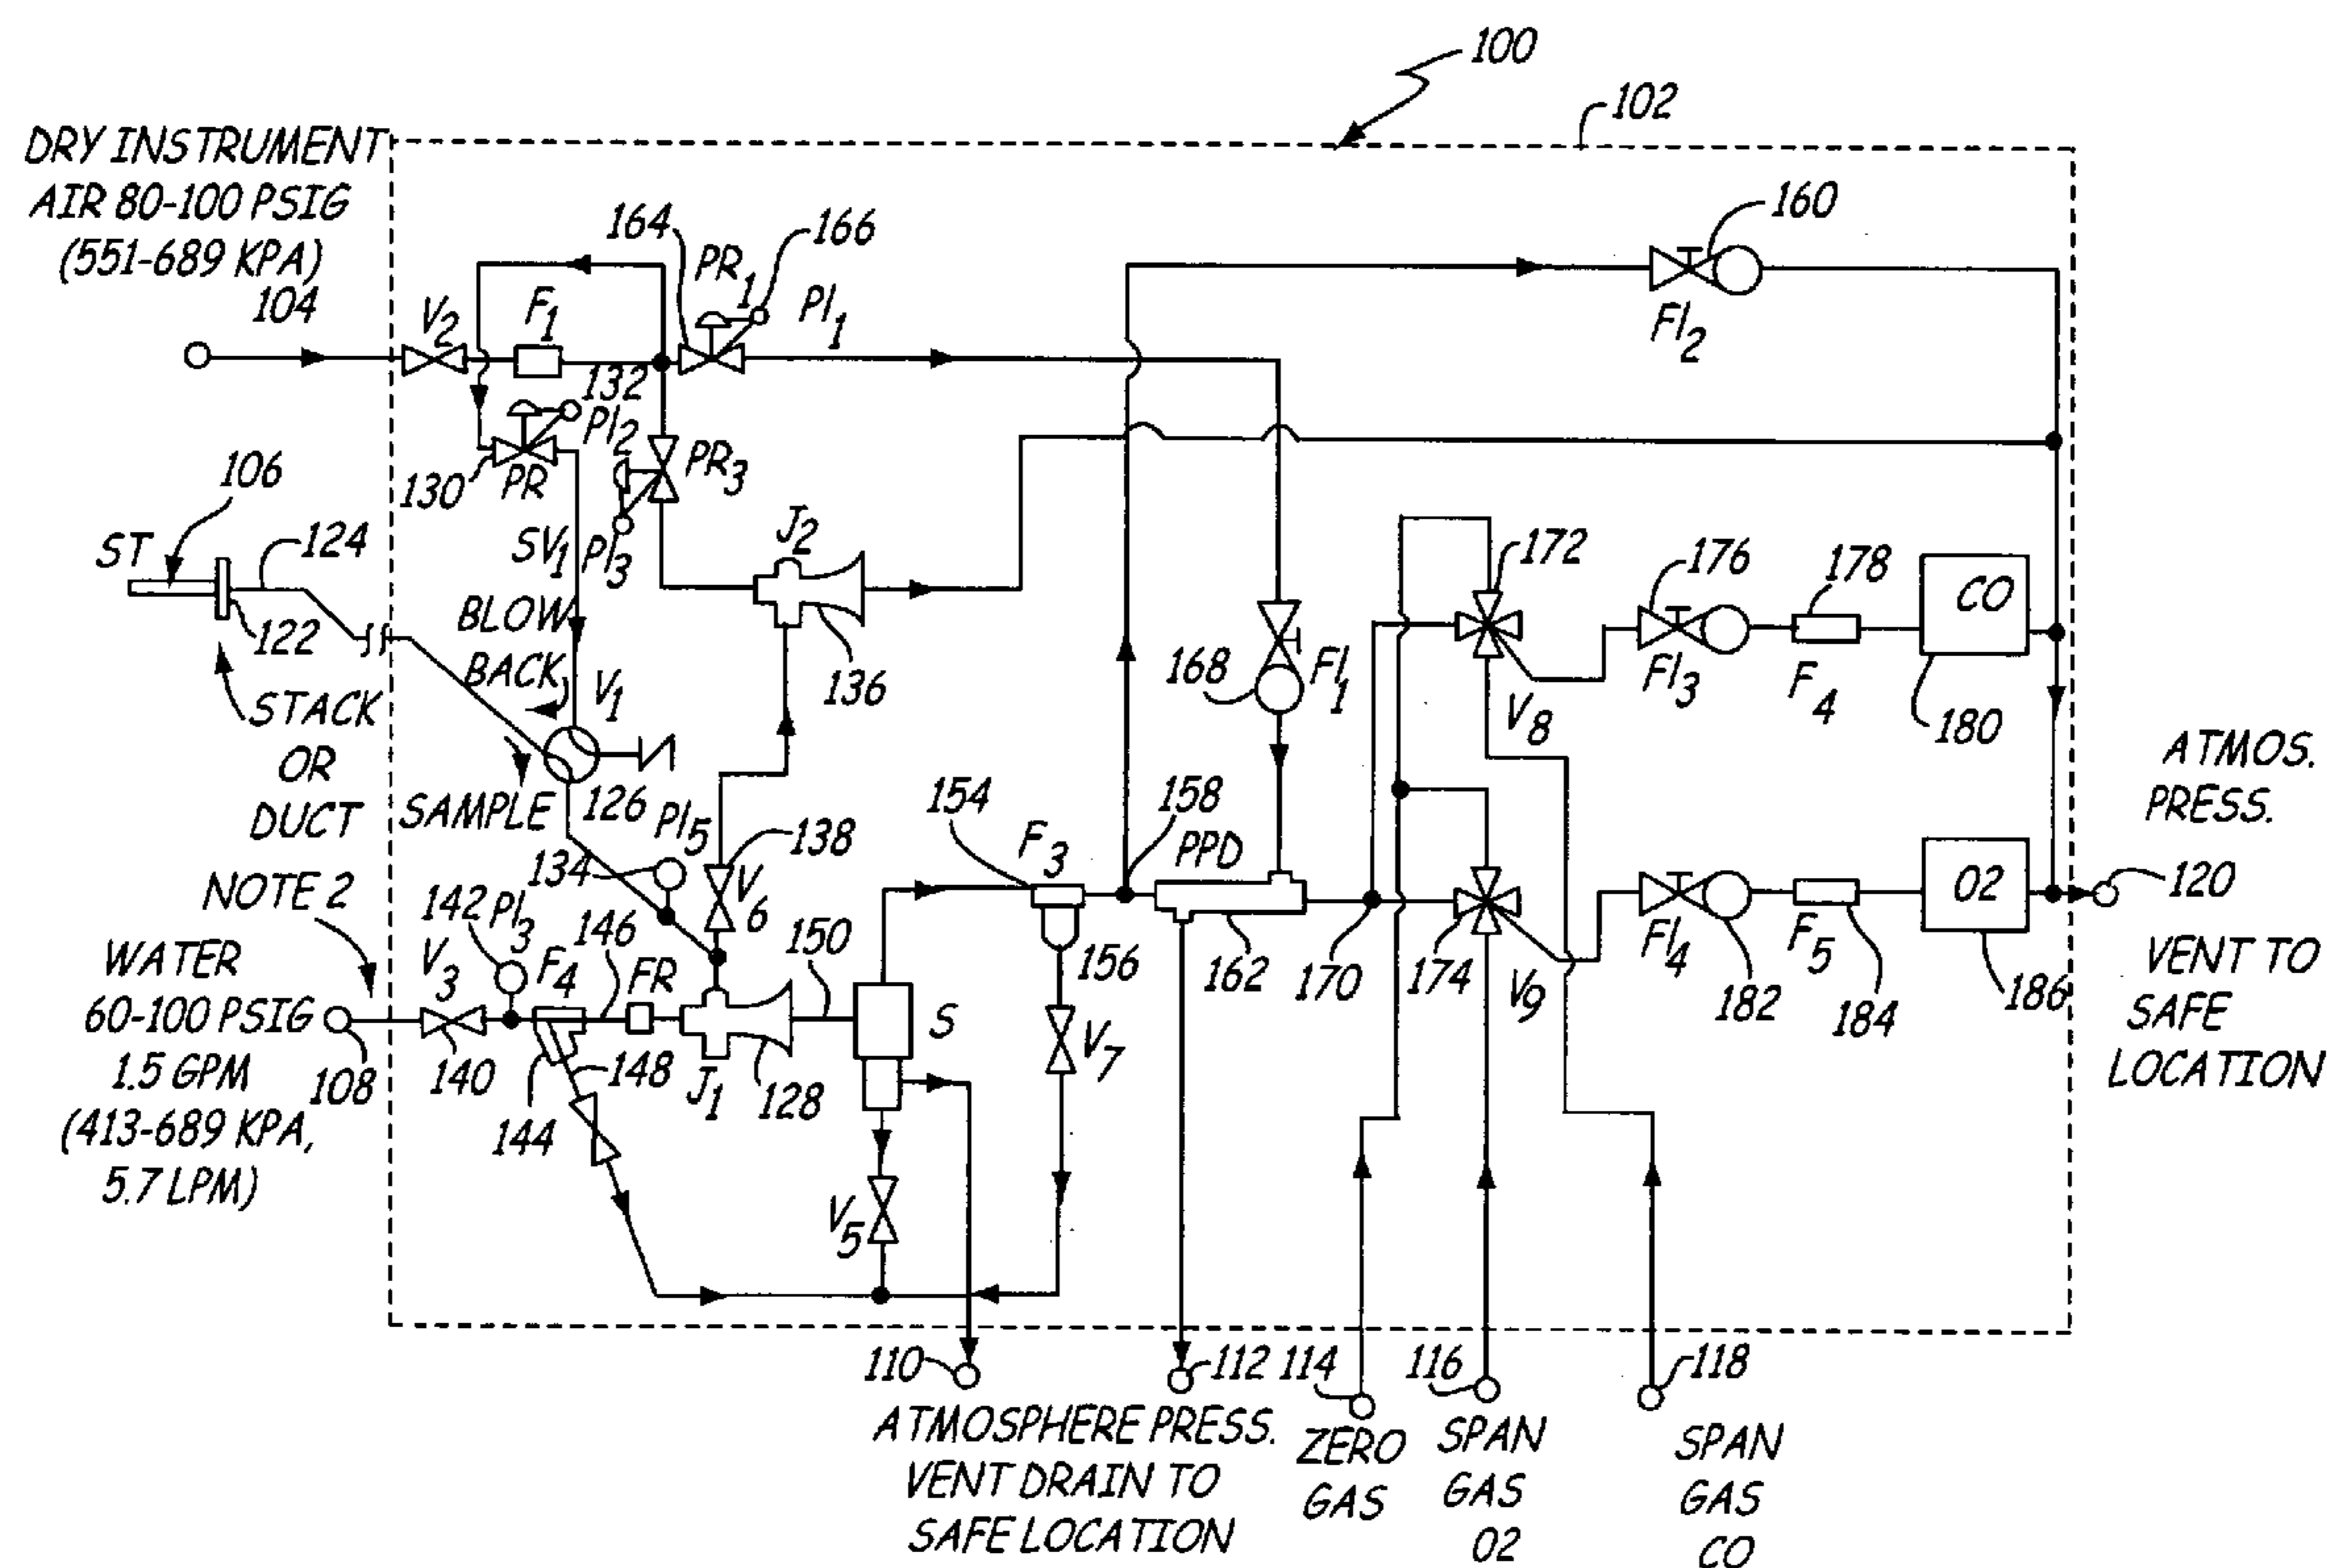 100
102
DRY INSTRUMENT
AIR 80-100 PSIG
(551-689 KPA)
104
160
164
PR1
166
PI1
FI2
V2
F1
132
PI2
130
PR
PR3
106
ST
124
SV1
PI3
J2
172
176
178
CO
122
BLOW
BACK
V1
136
168
FI1
FI3
F4
V8
180
STACK
OR
DUCT
SAMPLE
126
PI5
134
138
V6
154
F3
158
PPD
ATMOS.
PRESS.
120
O2
NOTE 2
142
PI3
V3
F4
146
FR
150
156
162
170
174
V9
FI4
182
F5
184
186
WATER
60-100 PSIG
1.5 GPM
(413-689 KPA,
5.7 LPM)
108
140
144
148
J1
128
S
V7
V5
VENT TO
SAFE
LOCATION
110
112
114
116
118
ATMOSPHERE PRESS.
VENT DRAIN TO
SAFE LOCATION
ZERO
GAS
SPAN
GAS
O2
SPAN
GAS
CO